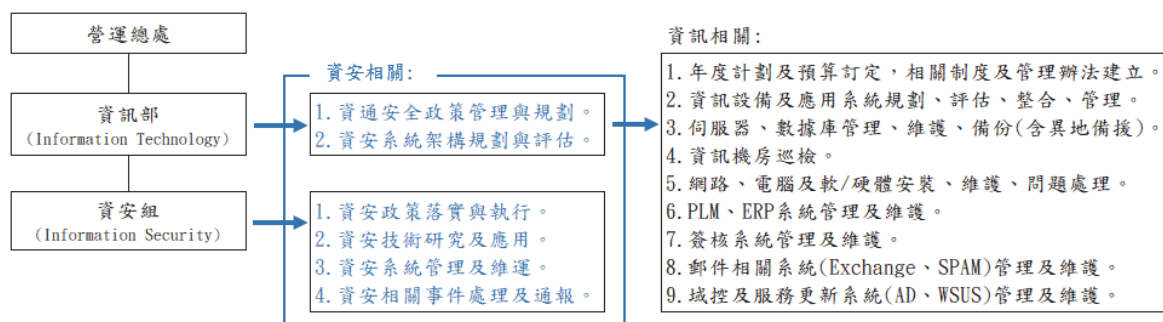 營運總處
資訊部
(Information Technology)
資安組
(Information Security)
資安相關:
1.資通安全政策管理與規劃。
2.資安系統架構規劃與評估。
1.資安政策落實與執行。
2.資安技術研究及應用。
3.資安系統管理及維運。
4.資安相關事件處理及通報。
資訊相關:
1.年度計劃及預算訂定，相關制度及管理辦法建立。
2.資訊設備及應用系統規劃、評估、整合、管理。
3.伺服器、數據庫管理、維護、備份(含異地備援)。
4.資訊機房巡檢。
5.網路、電腦及軟/硬體安裝、維護、問題處理。
6.PLM、ERP系統管理及維護。
7.簽核系統管理及維護。
8.郵件相關系統(Exchange、SPAM)管理及維護。
9.域控及服務更新系統(AD、WSUS)管理及維護。